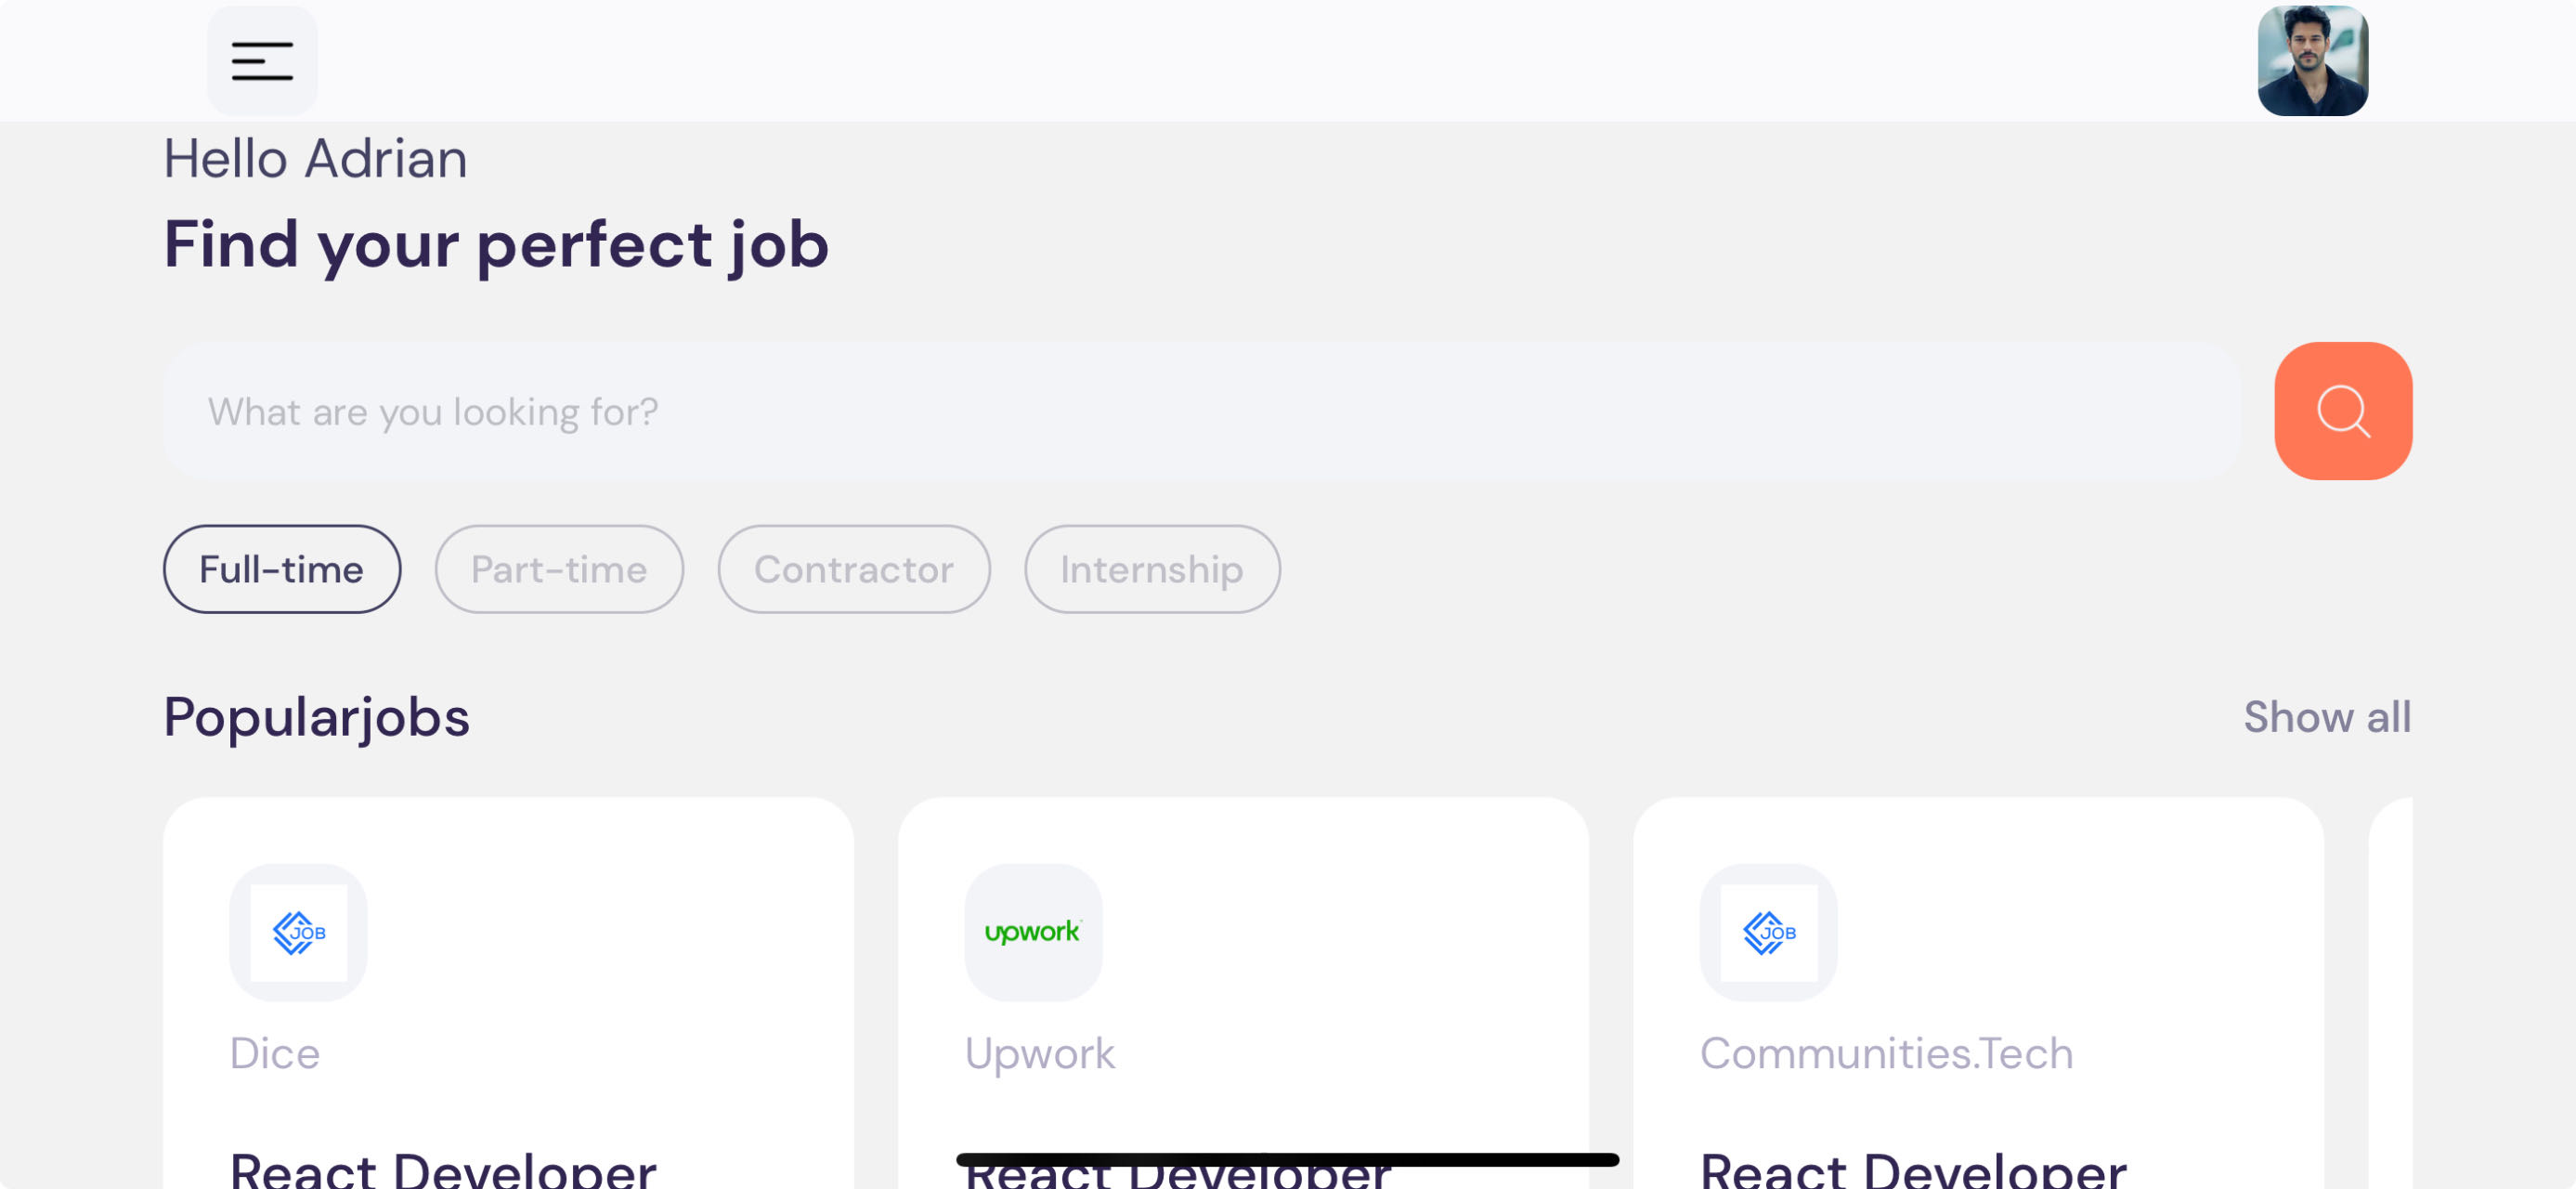 Hello Adrian
Find your perfect job
What are you looking for?
Full-time Part-time Contractor Internship
Popularjobs Show all
JOB upwork JOB
Dice Upwork Communities.Tech
React Developer React Developer React Developer